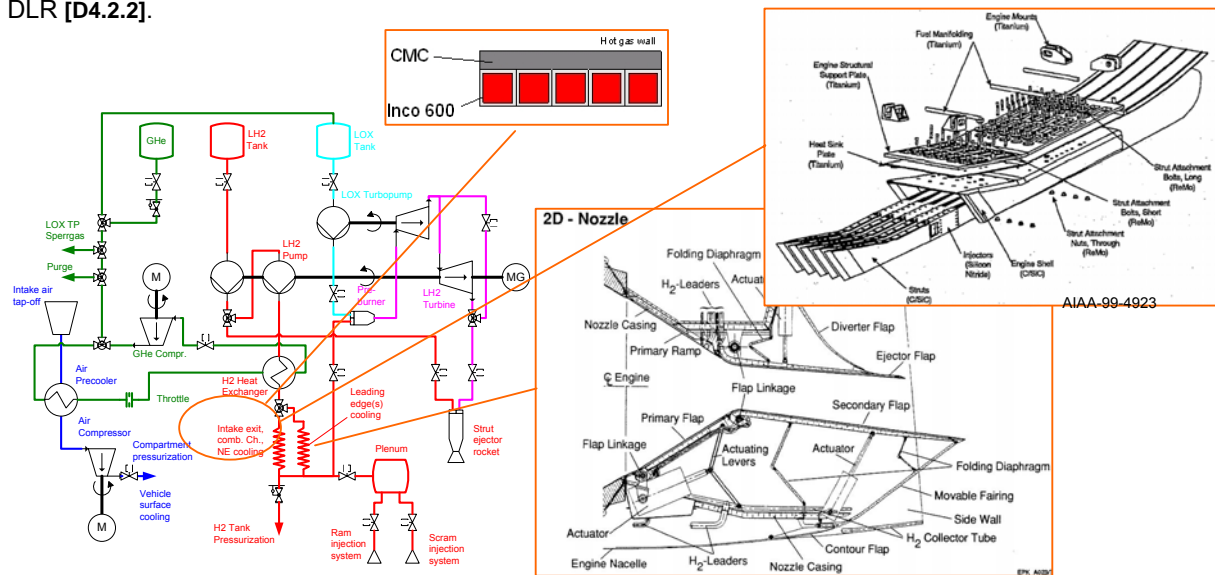 DLR [D4.2.2].
CMC
Hot gas wall
Inco 600
Engine Mounts
(Titanium)
Fuel Manifolding
(Titanium)
Engine Structural
Support Plate
(Titanium)
Heat Sink
Plate
(Titanium)
Strut Attachment
Bolts, Long
(ReMo)
Strut Attachment
Bolts, Short
(ReMo)
Strut Attachment
Nuts, Through
(ReMo)
Engine Shell
(C/SiC)
Injectors
(Silicon
Nitride)
Struts
(C/SiC)
AIAA-99-4923
GHe
LH2
Tank
LOX
Tank
LOX Turbopump
LOX TP
Sperrgas
Purge
LH2
Pump
M
MG
Intake air
tap-off
Pre-
burner
LH2
Turbine
GHe Compr.
Air
Precooler
H2 Heat
Exchanger
Throttle
Leading
edge(s)
cooling
Air
Compressor
Intake exit,
comb. Ch.,
NE cooling
Compartment
pressurization
Strut
ejector
rocket
Plenum
Vehicle
surface
cooling
M
H2 Tank
Pressurization
Ram
injection
system
Scram
injection
system
2D - Nozzle
Folding Diaphragm
H2-Leaders
Nozzle Casing
Diverter Flap
Primary Ramp
Ejector Flap
Engine
Flap Linkage
Secondary Flap
Primary Flap
Flap Linkage
Actuating
Levers
Actuator
Folding Diaphragm
Movable Fairing
Side Wall
Actuator
H2 Collector Tube
H2-Leaders
Contour Flap
Engine Nacelle
Nozzle Casing